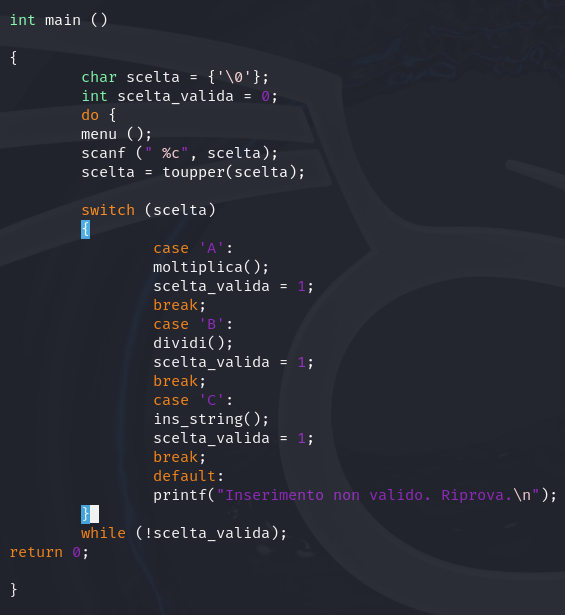 int main ()
{
char scelta = {'\0'};
int scelta_valida = 0;
do {
menu ();
scanf (" %c", scelta);
scelta = toupper(scelta);
switch (scelta)
{
case 'A':
moltiplica();
scelta_valida = 1;
break;
case 'B':
dividi();
scelta_valida = 1;
break;
case 'C':
ins_string();
scelta_valida = 1;
break;
default:
printf("Inserimento non valido. Riprova.\n");
}
while (!scelta_valida);
return 0;
}